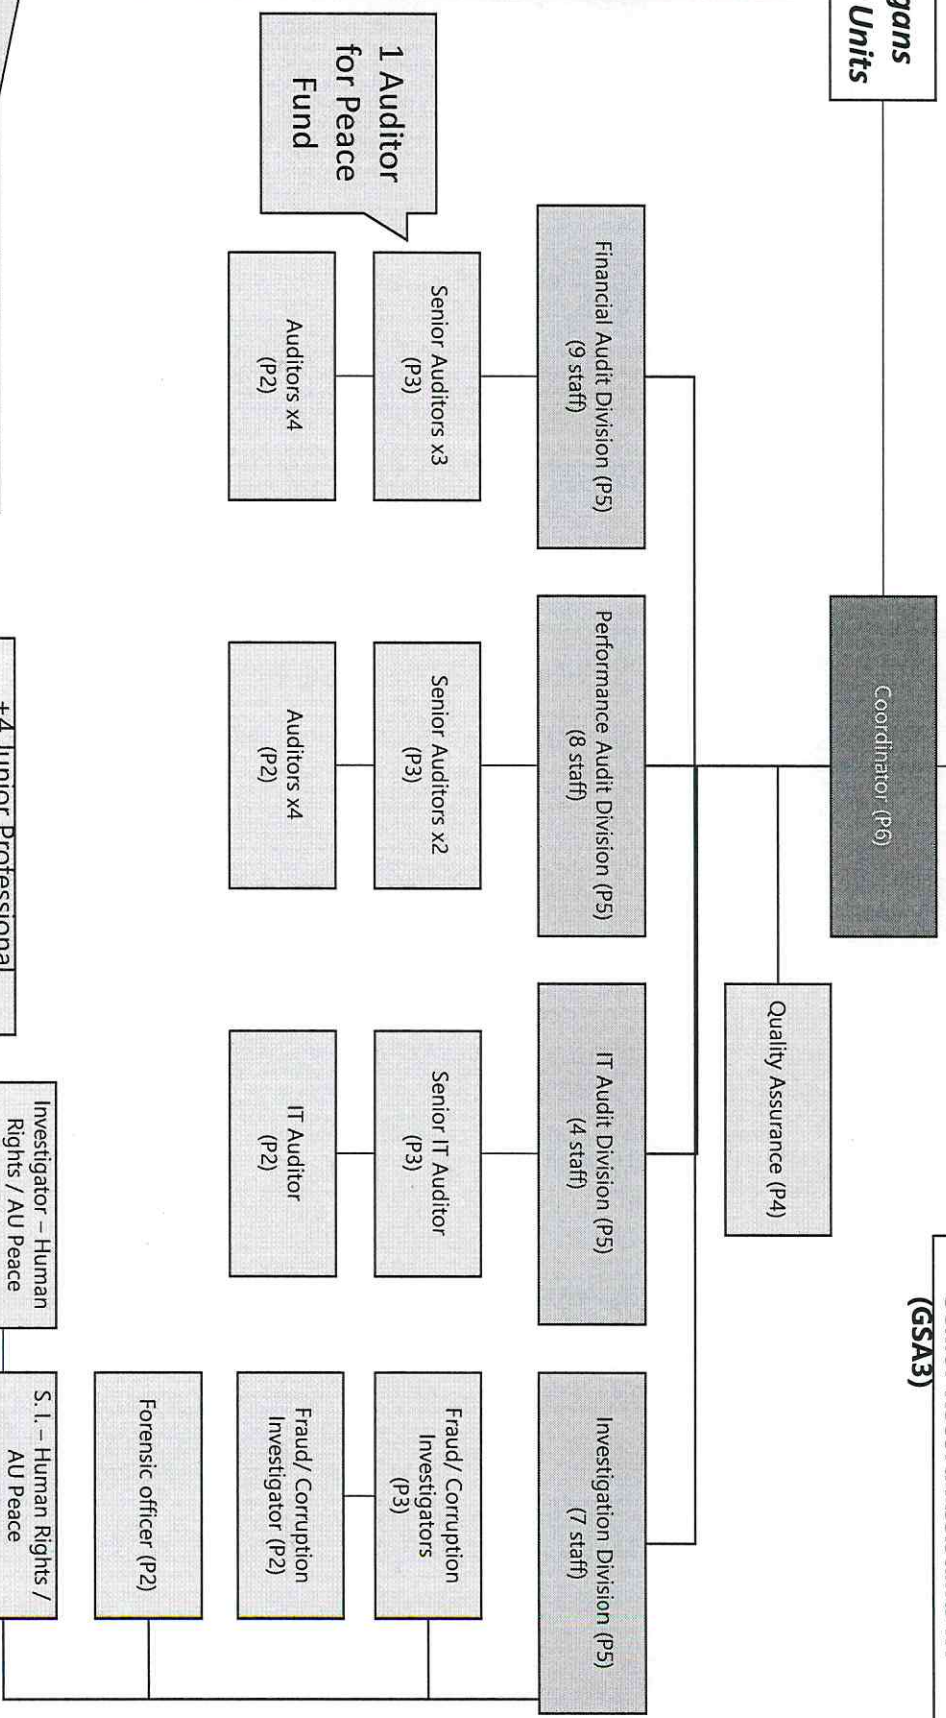 gans
Units
Coordinator (P6)
(GSA3)
Quality Assurance (P4)
Financial Audit Division (P5)
(9 staff)
Performance Audit Division (P5)
(8 staff)
IT Audit Division (P5)
(4 staff)
Investigation Division (P5)
(7 staff)
1 Auditor
for Peace
Fund
Senior Auditors x3
(P3)
Senior Auditors x2
(P3)
Senior IT Auditor
(P3)
Fraud/ Corruption
Investigators
(P3)
Auditors x4
(P2)
Auditors x4
(P2)
IT Auditor
(P2)
Fraud/ Corruption
Investigator (P2)
Forensic officer (P2)
Investigator – Human
Rights / AU Peace
S. I. – Human Rights /
AU Peace
+4 Junior Professional